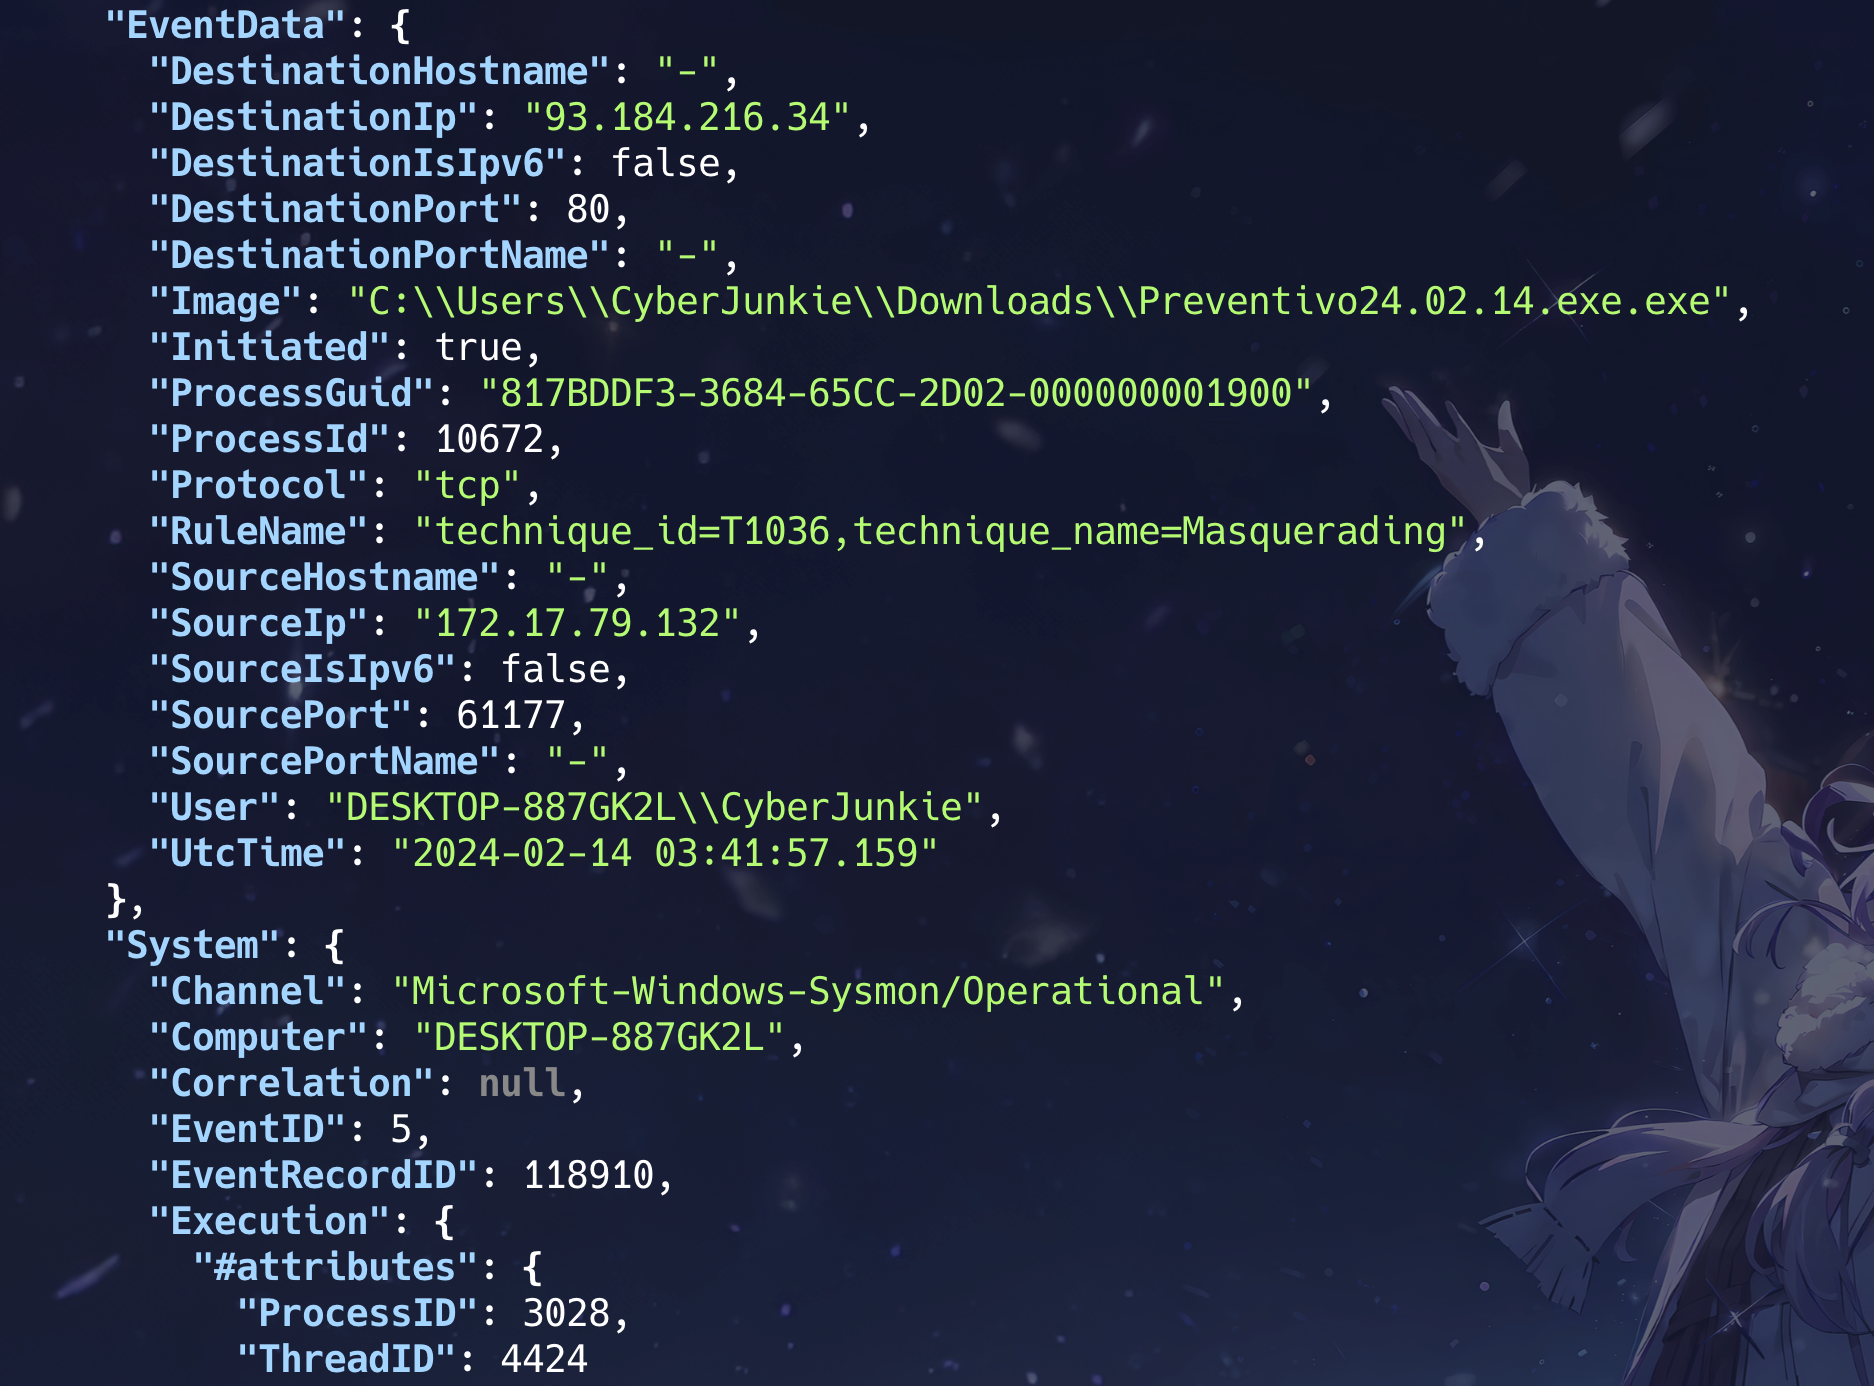 "EventData": {
"DestinationHostname": "-",
"DestinationIp": "93.184.216.34",
"DestinationIsIpv6": false,
"DestinationPort": 80,
"DestinationPortName": "-",
"Image": "C:\\Users\\CyberJunkie\\Downloads\\Preventivo24.02.14.exe.exe",
"Initiated": true,
"ProcessGuid": "817BDDF3-3684-65CC-2D02-000000001900",
"ProcessId": 10672,
"Protocol": "tcp",
"RuleName": "technique_id=T1036,technique_name=Masquerading",
"SourceHostname": "-",
"SourceIp": "172.17.79.132",
"SourceIsIpv6": false,
"SourcePort": 61177,
"SourcePortName": "-",
"User": "DESKTOP-887GK2L\\CyberJunkie",
"UtcTime": "2024-02-14 03:41:57.159"
},
"System": {
"Channel": "Microsoft-Windows-Sysmon/Operational",
"Computer": "DESKTOP-887GK2L",
"Correlation": null,
"EventID": 5,
"EventRecordID": 118910,
"Execution": {
"#attributes": {
"ProcessID": 3028,
"ThreadID": 4424